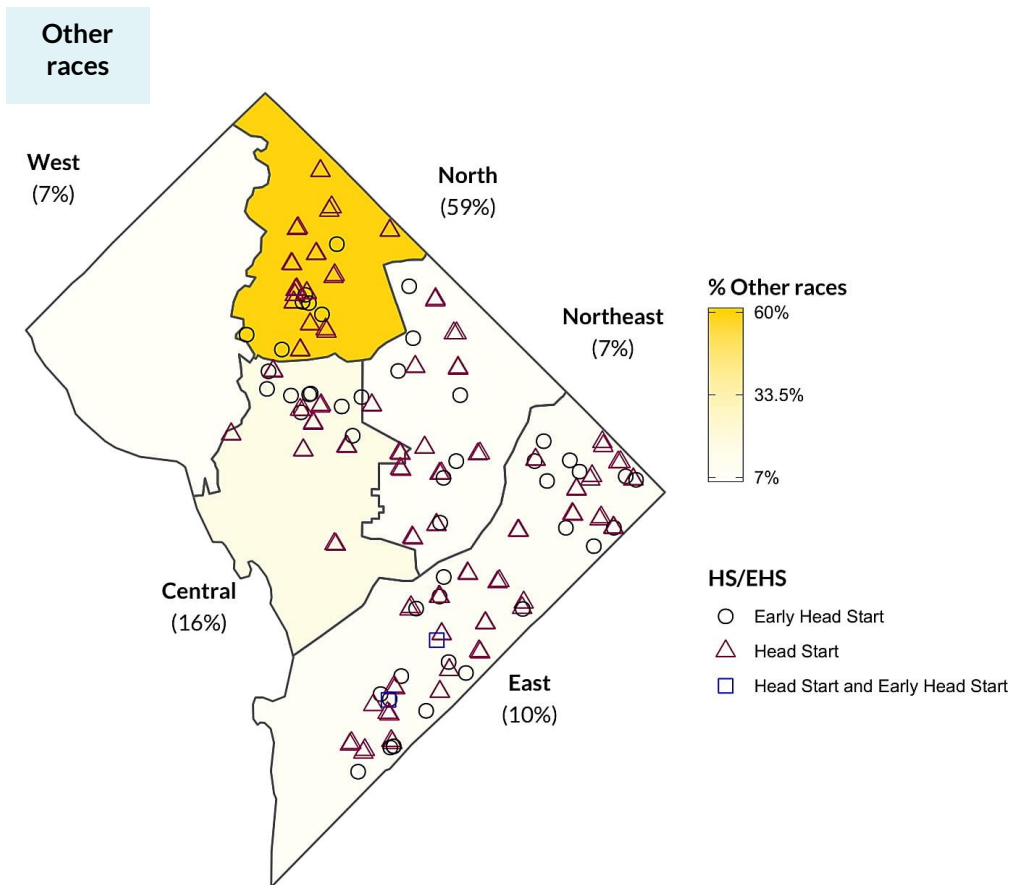 Other
races
West
(7%)
North
(59%)
Northeast
(7%)
% Other races
60%
33.5%
7%
Central
(16%)
East
(10%)
HS/EHS
Early Head Start
Head Start
Head Start and Early Head Start